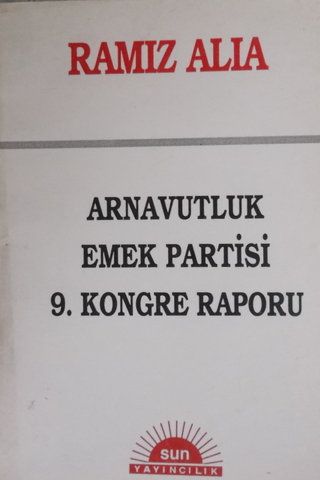 RAMIZ ALIA
ARNAVUTLUK
EMEK PARTİSİ
9. KONGRE RAPORU
sun
YAYINCILIK